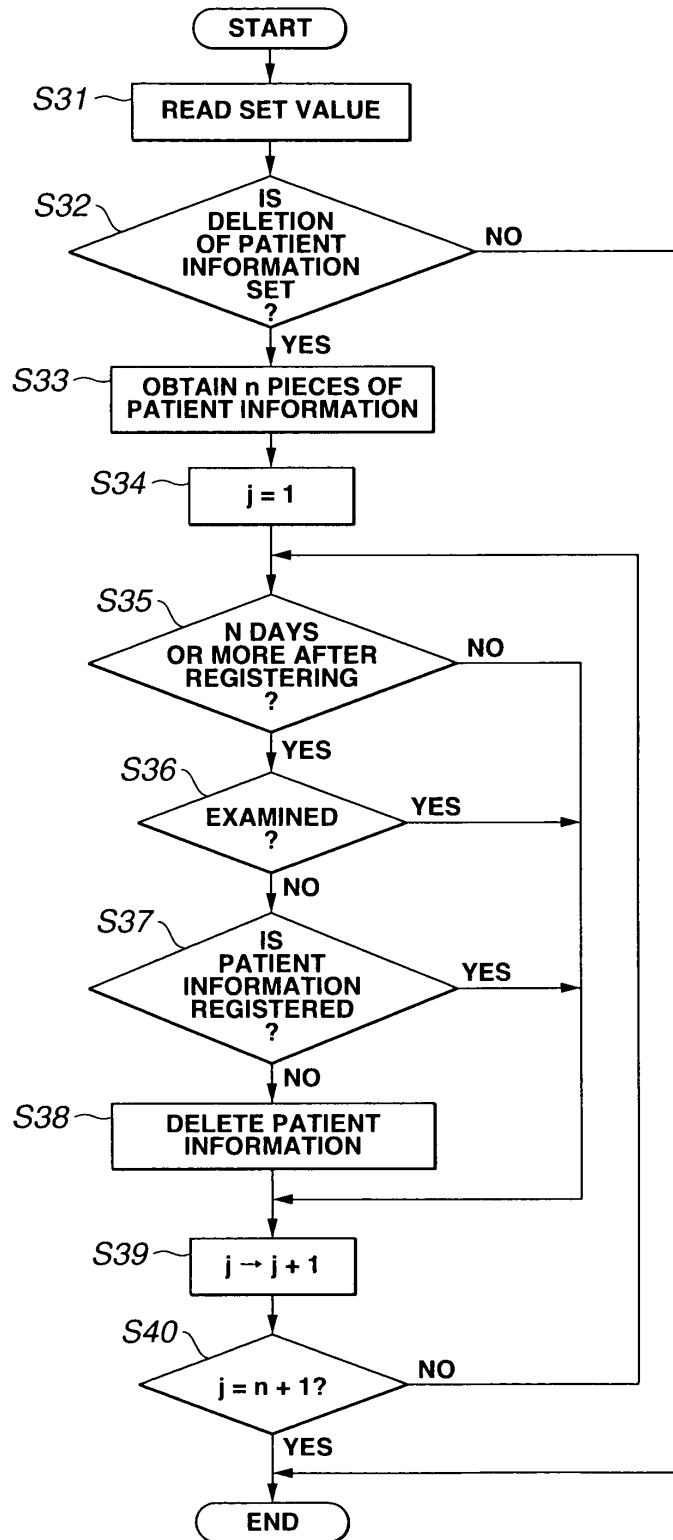 START
S31
READ SET VALUE
S32
IS
DELETION
OF PATIENT
INFORMATION
SET
?
NO
YES
S33
OBTAIN n PIECES OF
PATIENT INFORMATION
S34
j = 1
S35
N DAYS
OR MORE AFTER
REGISTERING
?
NO
YES
S36
EXAMINED
?
YES
NO
S37
IS
PATIENT
INFORMATION
REGISTERED
?
YES
NO
S38
DELETE PATIENT
INFORMATION
S39
j → j + 1
S40
j = n + 1?
NO
YES
END